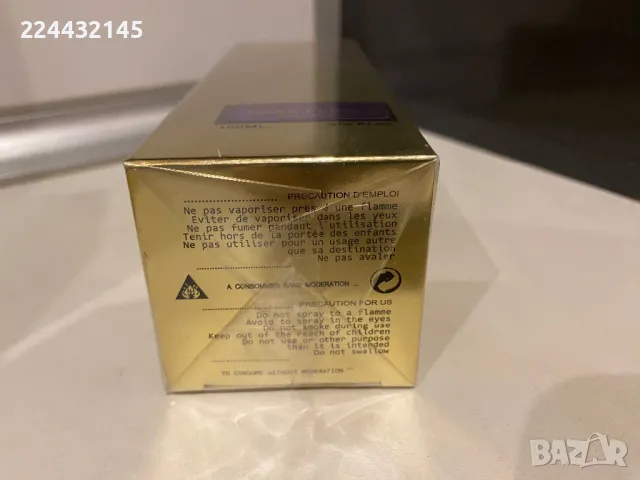 224432145
100ML.
PRECAUTION D'EMPLOI
Ne pas vaporiser près d'une flamme
Eviter de vaporiser dans les yeux
Ne pas fumer pendant l'utilisation
Tenir hors de la portée des enfants
Ne pas utiliser pour un usage autre
que sa destination
Ne pas avaler
A CONSOMMER SANS MODERATION ...
PRECAUTION FOR US
Do not spray to a flame
Avoid to spray in the eyes
Do not smoke during use
Keep out of the reach of children
Do not use or other purpose
than it is intended
Do not swallow
TO CONSUME WITHOUT MODERATION ...
BAZAR